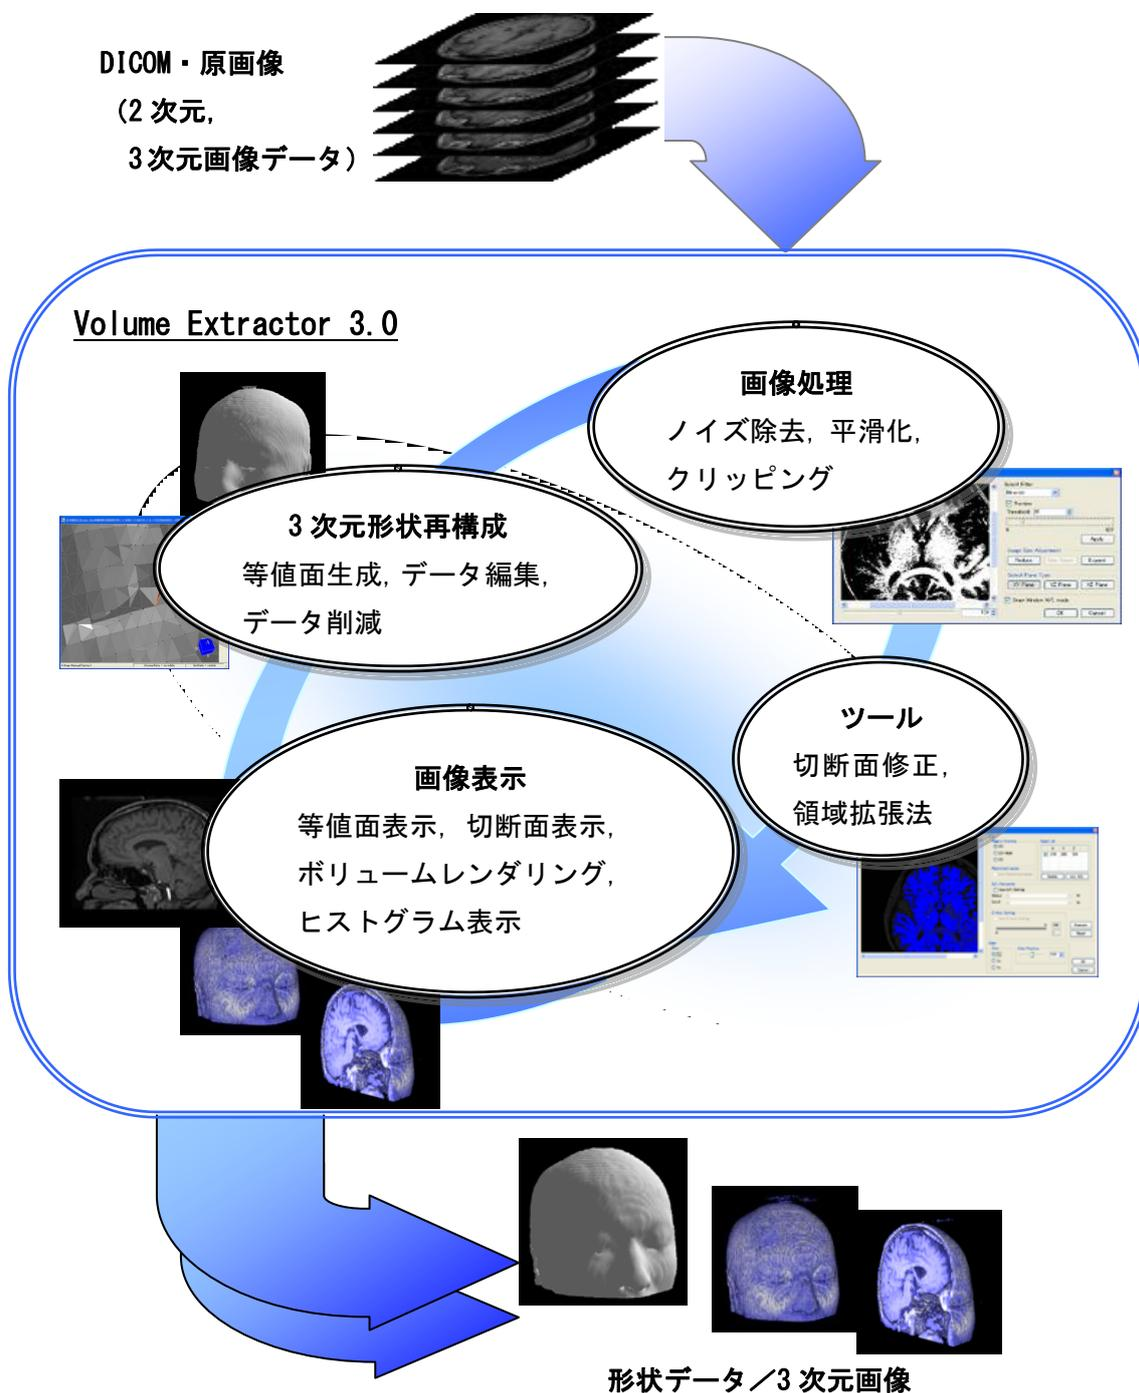 DICOM・原画像
(2 次元,
3 次元画像データ)
Volume Extractor 3.0
画像処理
ノイズ除去, 平滑化,
クリッピング
3 次元形状再構成
等値面生成, データ編集,
データ削減
ツール
切断面修正,
領域拡張法
画像表示
等値面表示, 切断面表示,
ボリュームレンダリング,
ヒストグラム表示
形状データ／3 次元画像